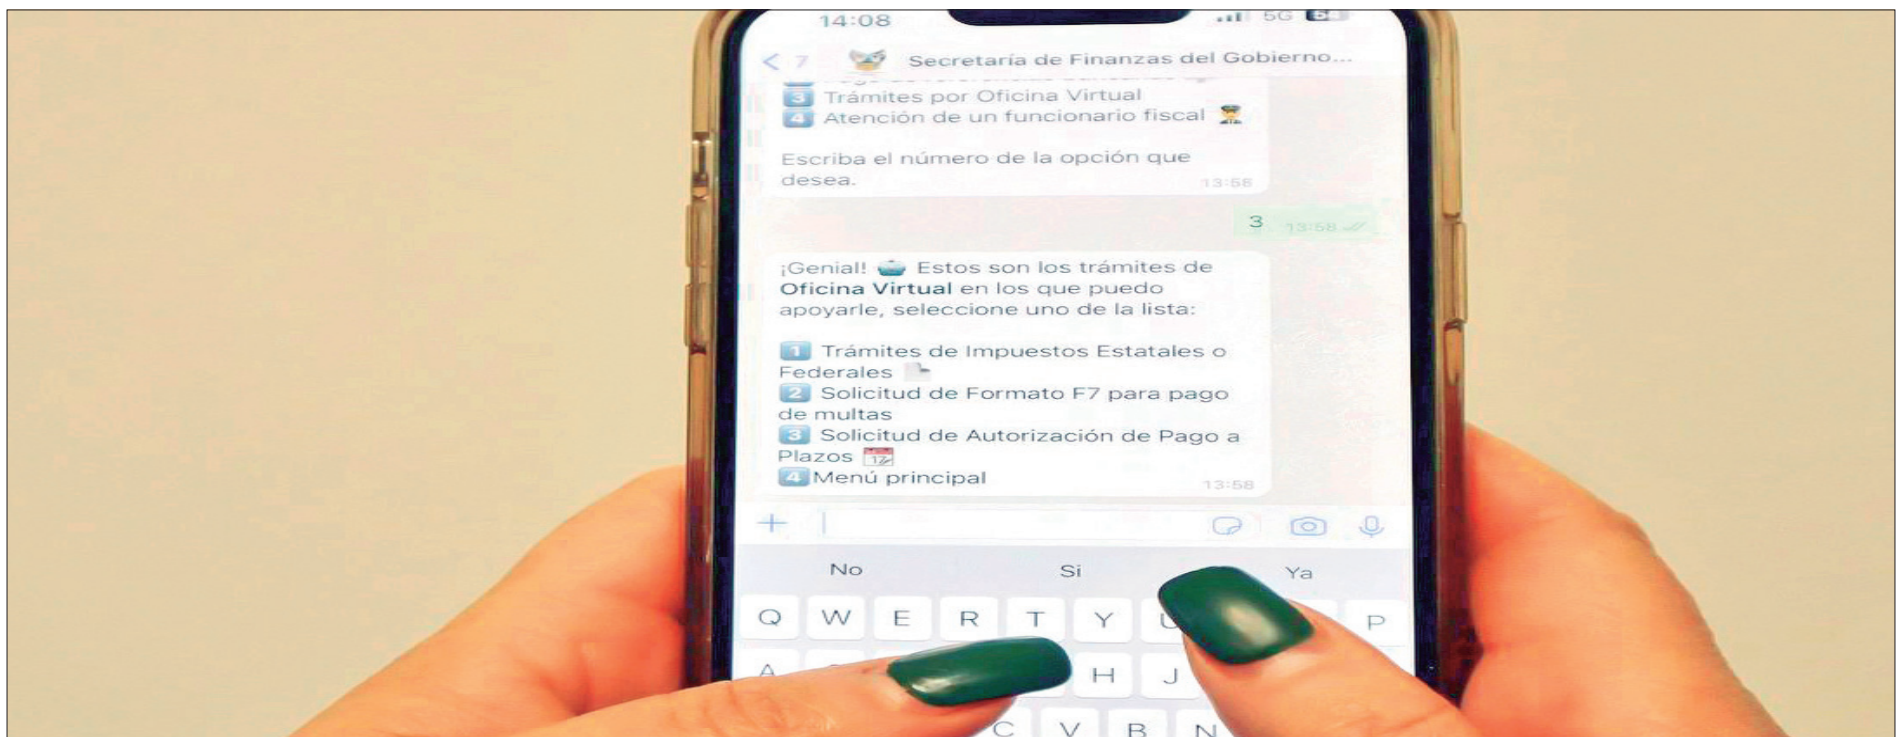 14:08
5G 5
< 7 Secretaría de Finanzas del Gobierno...
3 Trámites por Oficina Virtual
4 Atención de un funcionario fiscal
Escriba el número de la opción que
desea.
13:58
3 13:58
¡Genial! Estos son los trámites de
Oficina Virtual en los que puedo
apoyarle, seleccione uno de la lista:
1 Trámites de Impuestos Estatales o
Federales
2 Solicitud de Formato F7 para pago
de multas
3 Solicitud de Autorización de Pago a
Plazos 17
4 Menú principal
13:58
No Si Ya
Q W E R T Y U P
A H J
C V B N